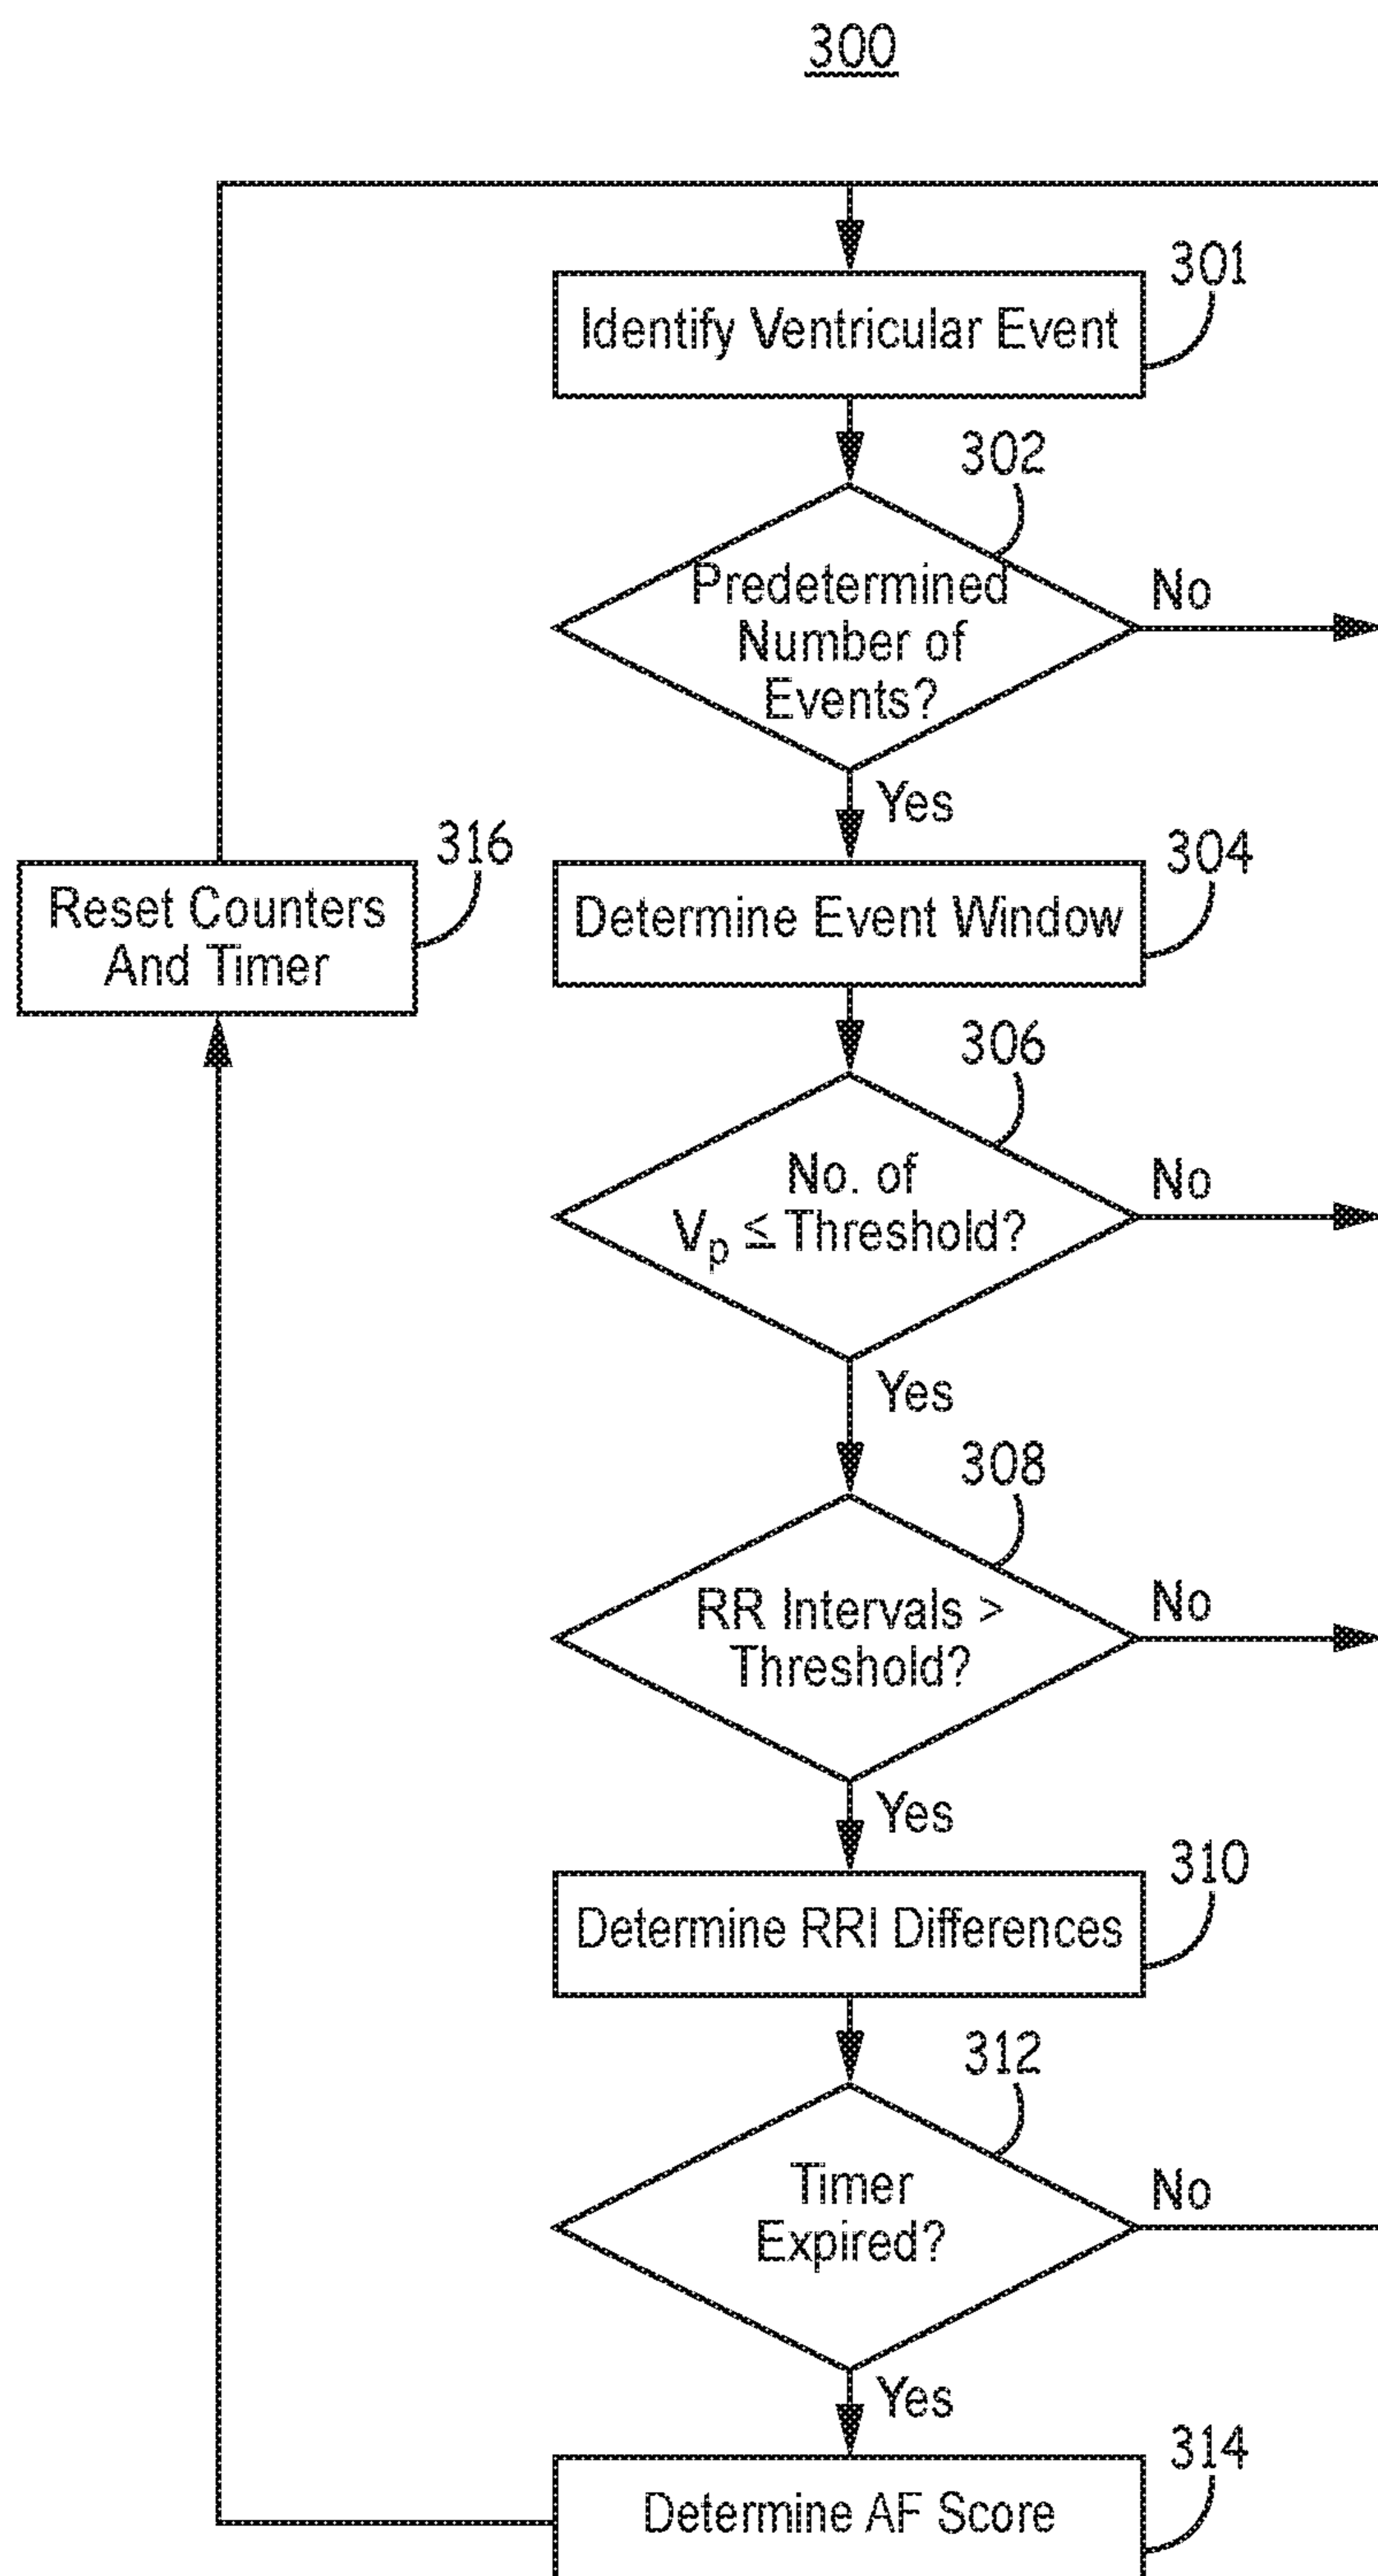 300
Identify Ventricular Event
301
302
Predetermined
Number of
Events?
No
Yes
Reset Counters
And Timer
316
Determine Event Window
304
306
No. of
Vp ≤ Threshold?
No
Yes
308
RR Intervals >
Threshold?
No
Yes
Determine RRI Differences
310
312
Timer
Expired?
No
Yes
Determine AF Score
314